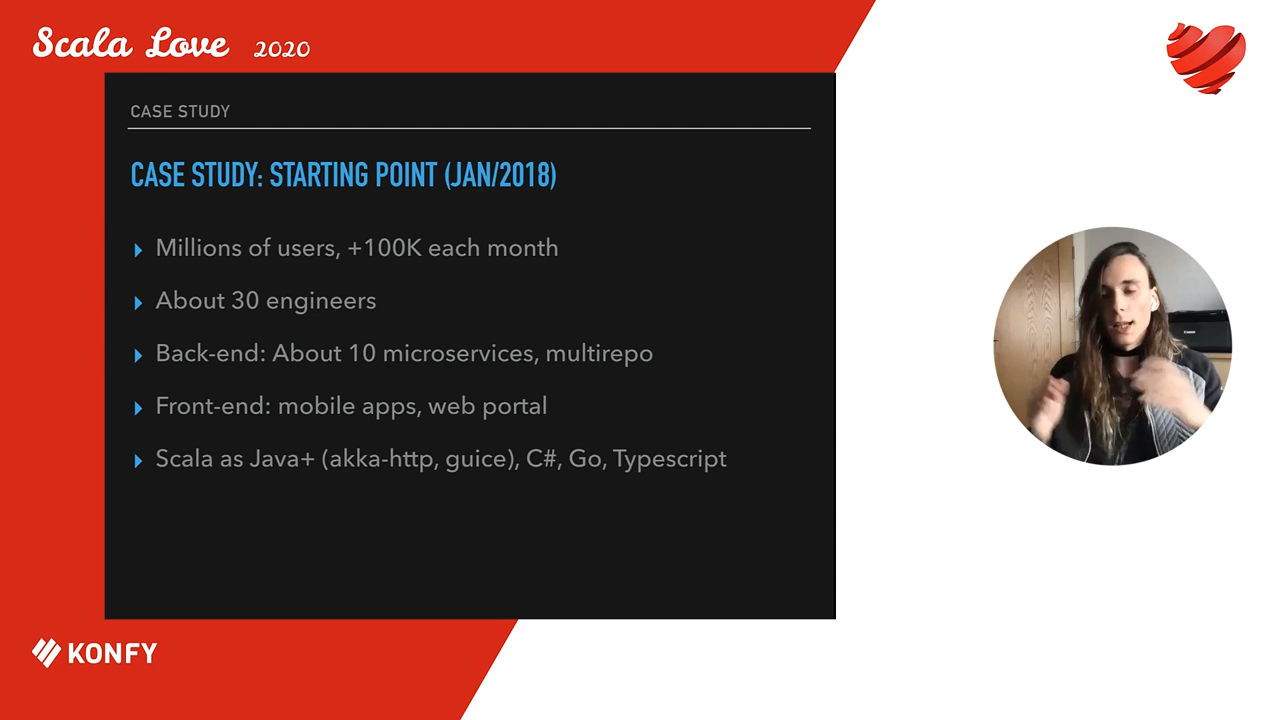 Scala Love 2020
CASE STUDY
CASE STUDY: STARTING POINT (JAN/2018)
Millions of users, +100K each month
About 30 engineers
Back-end: About 10 microservices, multirepo
Front-end: mobile apps, web portal
Scala as Java+ (akka-http, guice), C#, Go, Typescript
Canon
KONFY